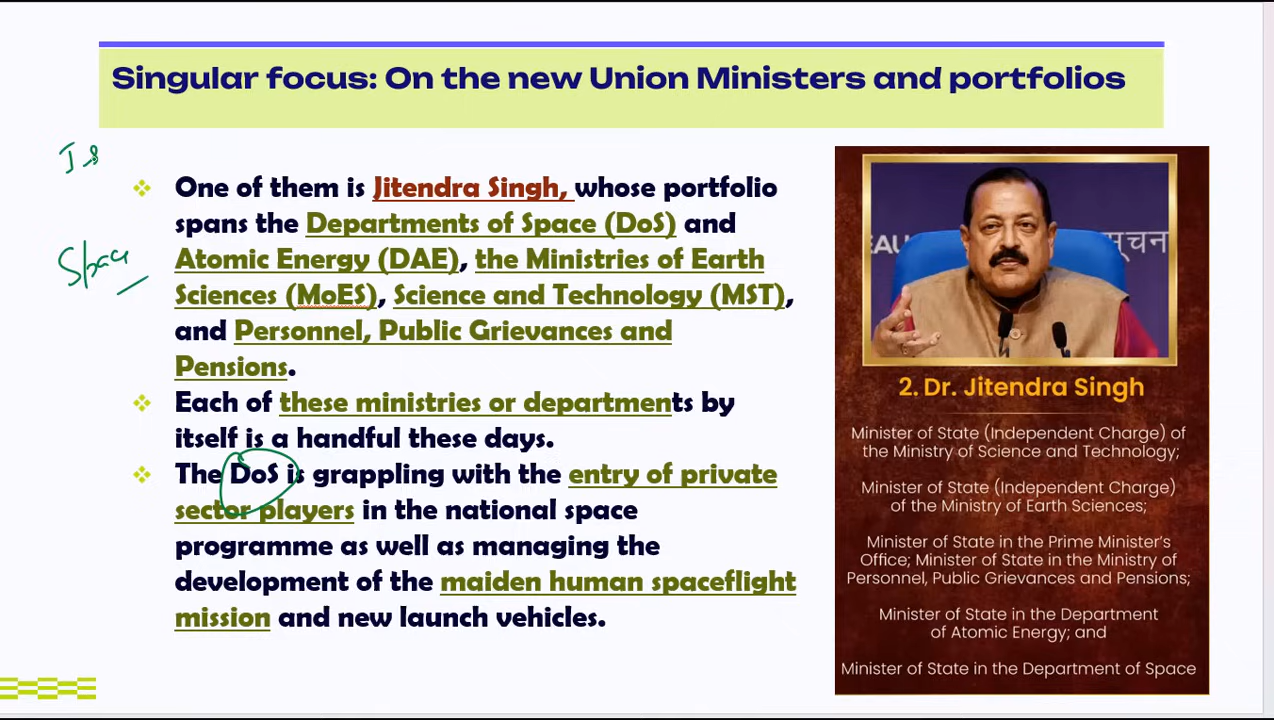 Singular focus: On the new Union Ministers and portfolios
Is
Space
One of them is Jitendra Singh, whose portfolio
spans the Departments of Space (DoS) and
Atomic Energy (DAE), the Ministries of Earth
Sciences (MoES), Science and Technology (MST),
and Personnel, Public Grievances and
Pensions.
Each of these ministries or departments by
itself is a handful these days.
The DoS is grappling with the entry of private
sector players in the national space
programme as well as managing the
development of the maiden human spaceflight
mission and new launch vehicles.
सूचन
2. Dr. Jitendra Singh
Minister of State (Independent Charge) of
the Ministry of Science and Technology;
Minister of State (Independent Charge)
of the Ministry of Earth Sciences;
Minister of State in the Prime Minister's
Office; Minister of State in the Ministry of
Personnel, Public Grievances and Pensions;
Minister of State in the Department
of Atomic Energy; and
Minister of State in the Department of Space